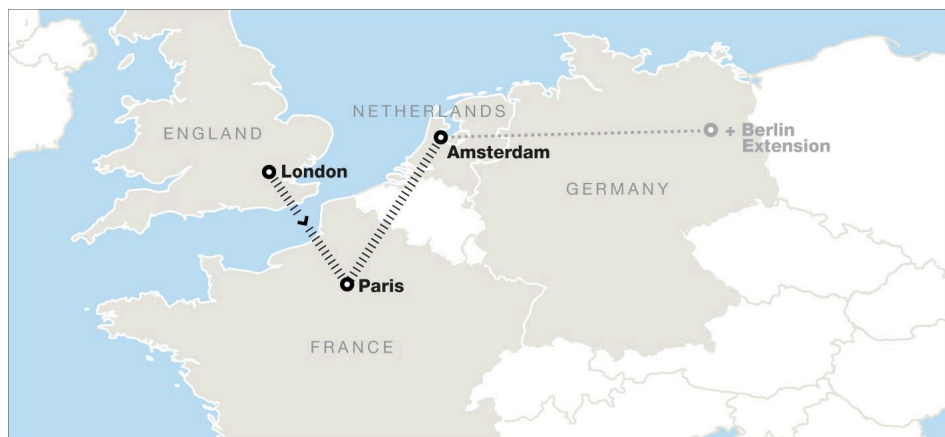 NETHERLANDS
ENGLAND
+ Berlin
Extension
Amsterdam
London
GERMANY
Paris
FRANCE